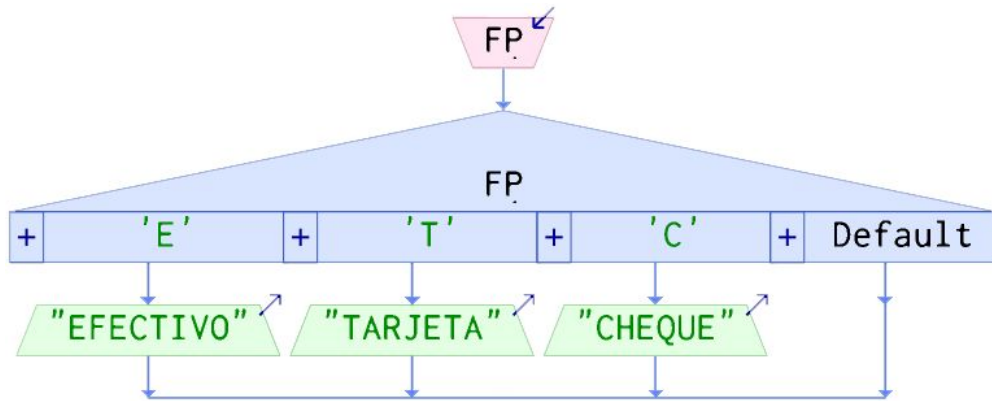 FP
FP
+ 'E' + 'T' + 'C' + Default
"EFECTIVO" "TARJETA" "CHEQUE"